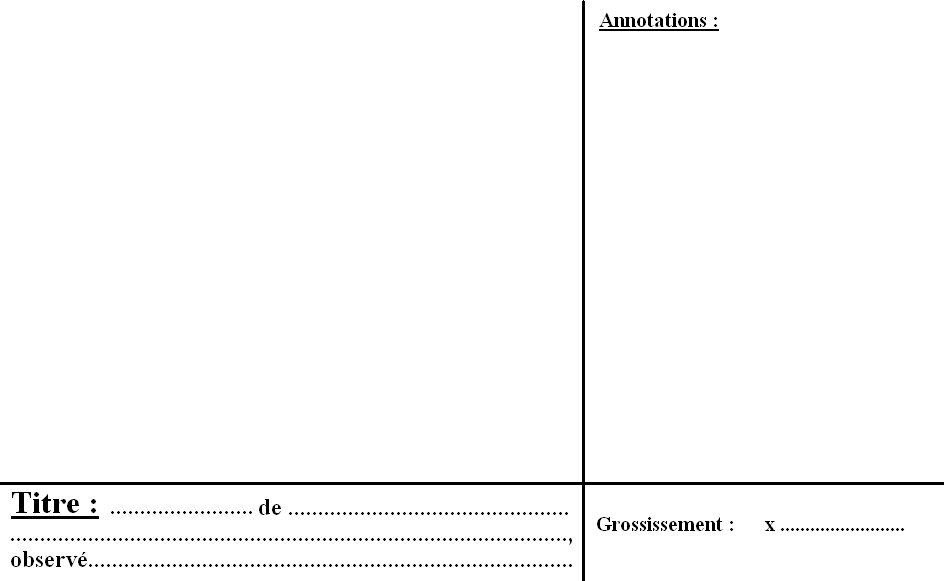 Annotations :
Titre : ........................ de ...............................................
..............................................................................................,
observé.................................................................................
Grossissement : x .........................